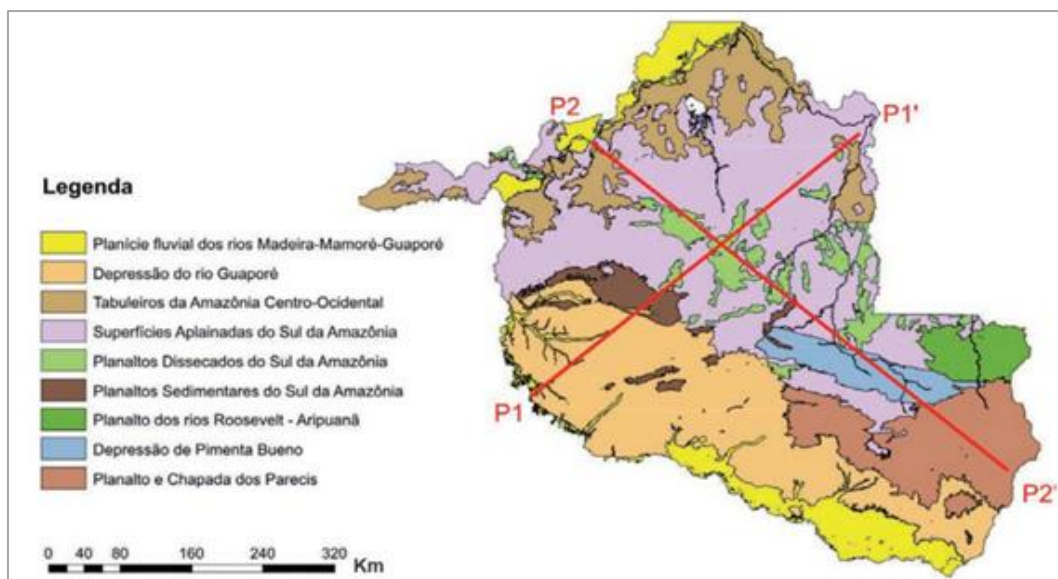 P2
P1'
Legenda
Planície fluvial dos rios Madeira-Mamoré-Guaporé
Depressão do rio Guaporé
Tabuleiros da Amazônia Centro-Ocidental
Superfícies Aplainadas do Sul da Amazônia
Planaltos Dissecados do Sul da Amazônia
Planaltos Sedimentares do Sul da Amazônia
Planalto dos rios Roosevelt - Aripuanã
Depressão de Pimenta Bueno
Planalto e Chapada dos Parecis
P1
P2'
0 40 80 160 240 320 Km